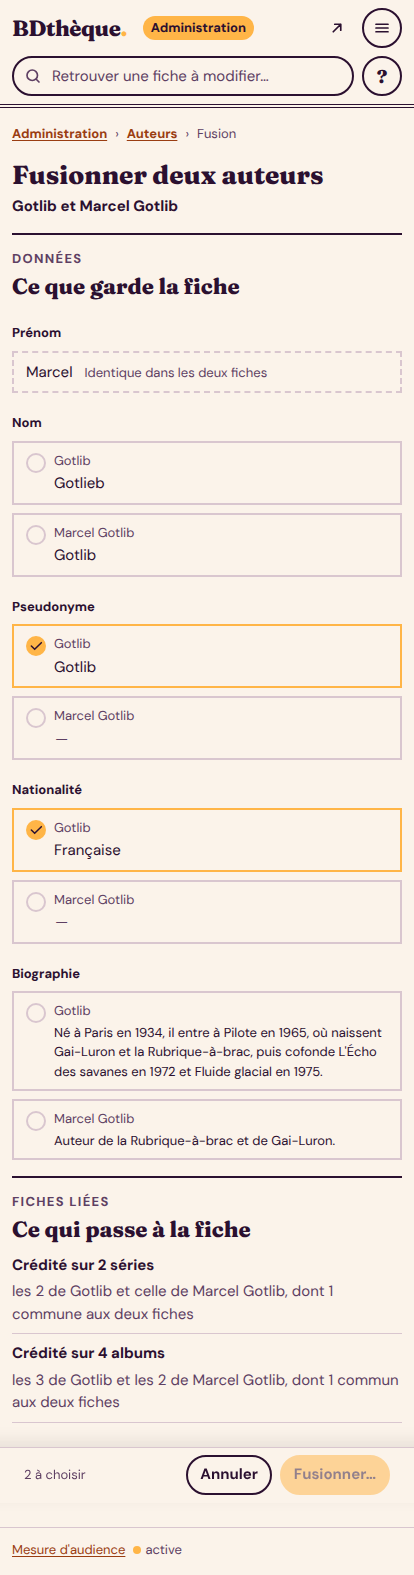 BDthèque. Administration
Retrouver une fiche à modifier... ?
Administration › Auteurs › Fusion
Fusionner deux auteurs
Gotlib et Marcel Gotlib
DONNÉES
Ce que garde la fiche
Prénom
Marcel Identique dans les deux fiches
Nom
Gotlib
Gotlieb
Marcel Gotlib
Gotlib
Pseudonyme
Gotlib
Gotlib
Marcel Gotlib
—
Nationalité
Gotlib
Française
Marcel Gotlib
—
Biographie
Gotlib
Né à Paris en 1934, il entre à Pilote en 1965, où naissent
Gai-Luron et la Rubrique-à-brac, puis cofonde L'Écho
des savanes en 1972 et Fluide glacial en 1975.
Marcel Gotlib
Auteur de la Rubrique-à-brac et de Gai-Luron.
FICHES LIÉES
Ce qui passe à la fiche
Crédité sur 2 séries
les 2 de Gotlib et celle de Marcel Gotlib, dont 1
commune aux deux fiches
Crédité sur 4 albums
les 3 de Gotlib et les 2 de Marcel Gotlib, dont 1 commun
aux deux fiches
2 à choisir Annuler Fusionner...
Mesure d'audience active